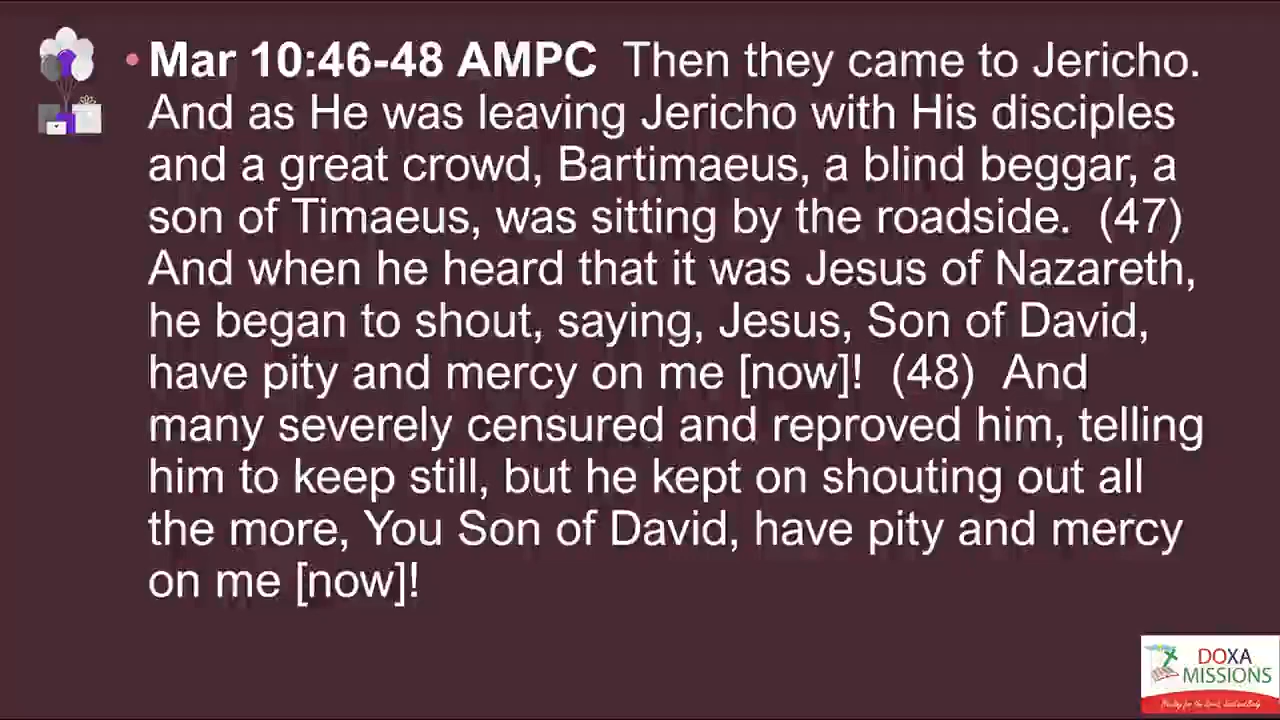 • Mar 10:46-48 AMPC  Then they came to Jericho.
And as He was leaving Jericho with His disciples
and a great crowd, Bartimaeus, a blind beggar, a
son of Timaeus, was sitting by the roadside.  (47)
And when he heard that it was Jesus of Nazareth,
he began to shout, saying, Jesus, Son of David,
have pity and mercy on me [now]!  (48)  And
many severely censured and reproved him, telling
him to keep still, but he kept on shouting out all
the more, You Son of David, have pity and mercy
on me [now]!
DOXA
MISSIONS